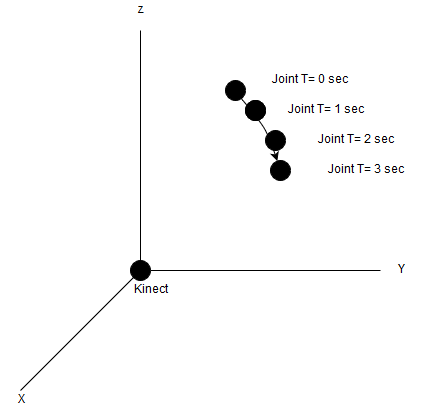 z
Joint T= 0 sec
Joint T= 1 sec
Joint T= 2 sec
Joint T= 3 sec
Y
Kinect
X